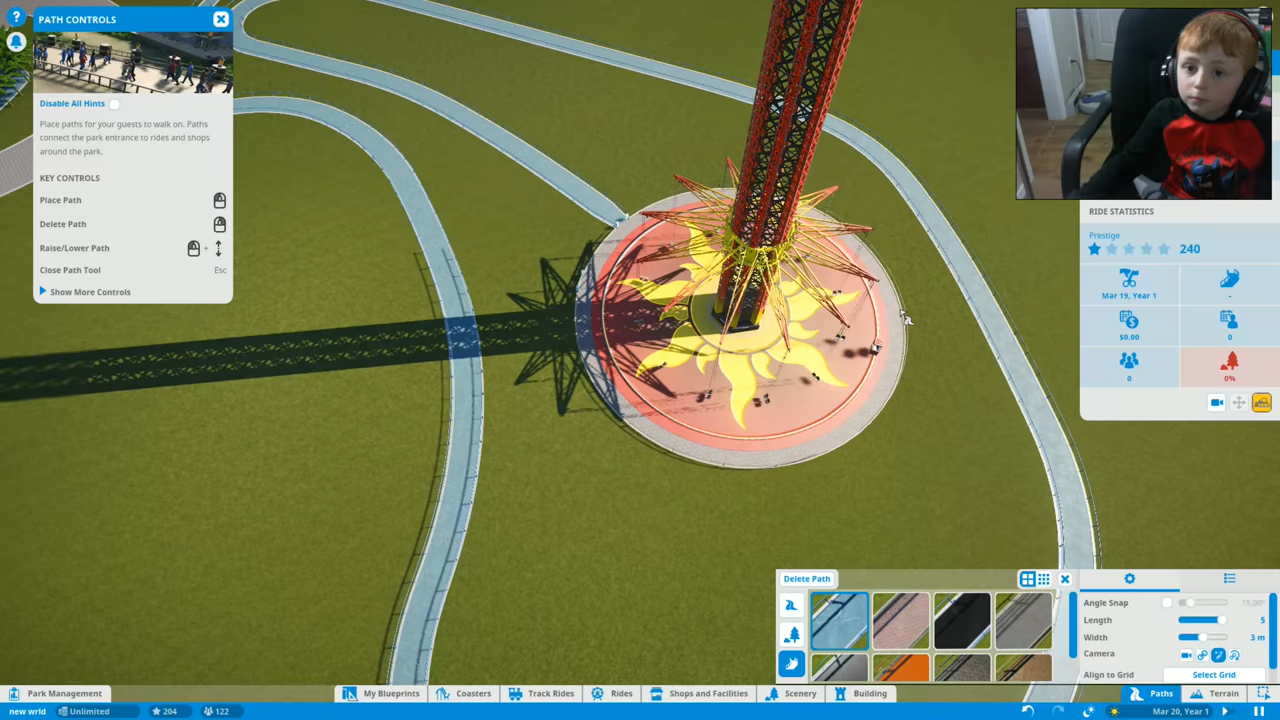 PATH CONTROLS
Disable All Hints
Place paths for your guests to walk on. Paths
connect the park entrance to rides and shops
around the park.
KEY CONTROLS
Place Path
Delete Path
Raise/Lower Path
+
Close Path Tool Esc
Show More Controls
RIDE STATISTICS
Prestige
240
Mar 19, Year 1
-
$0.00
0
0
0%
Delete Path
Angle Snap 15.00°
Length 5
Width 3 m
Camera
Align to Grid Select Grid
Park Management
My Blueprints
Coasters
Track Rides
Rides
Shops and Facilities
Scenery
Building
Paths
Terrain
new world
Unlimited
204
122
Mar 20, Year 1